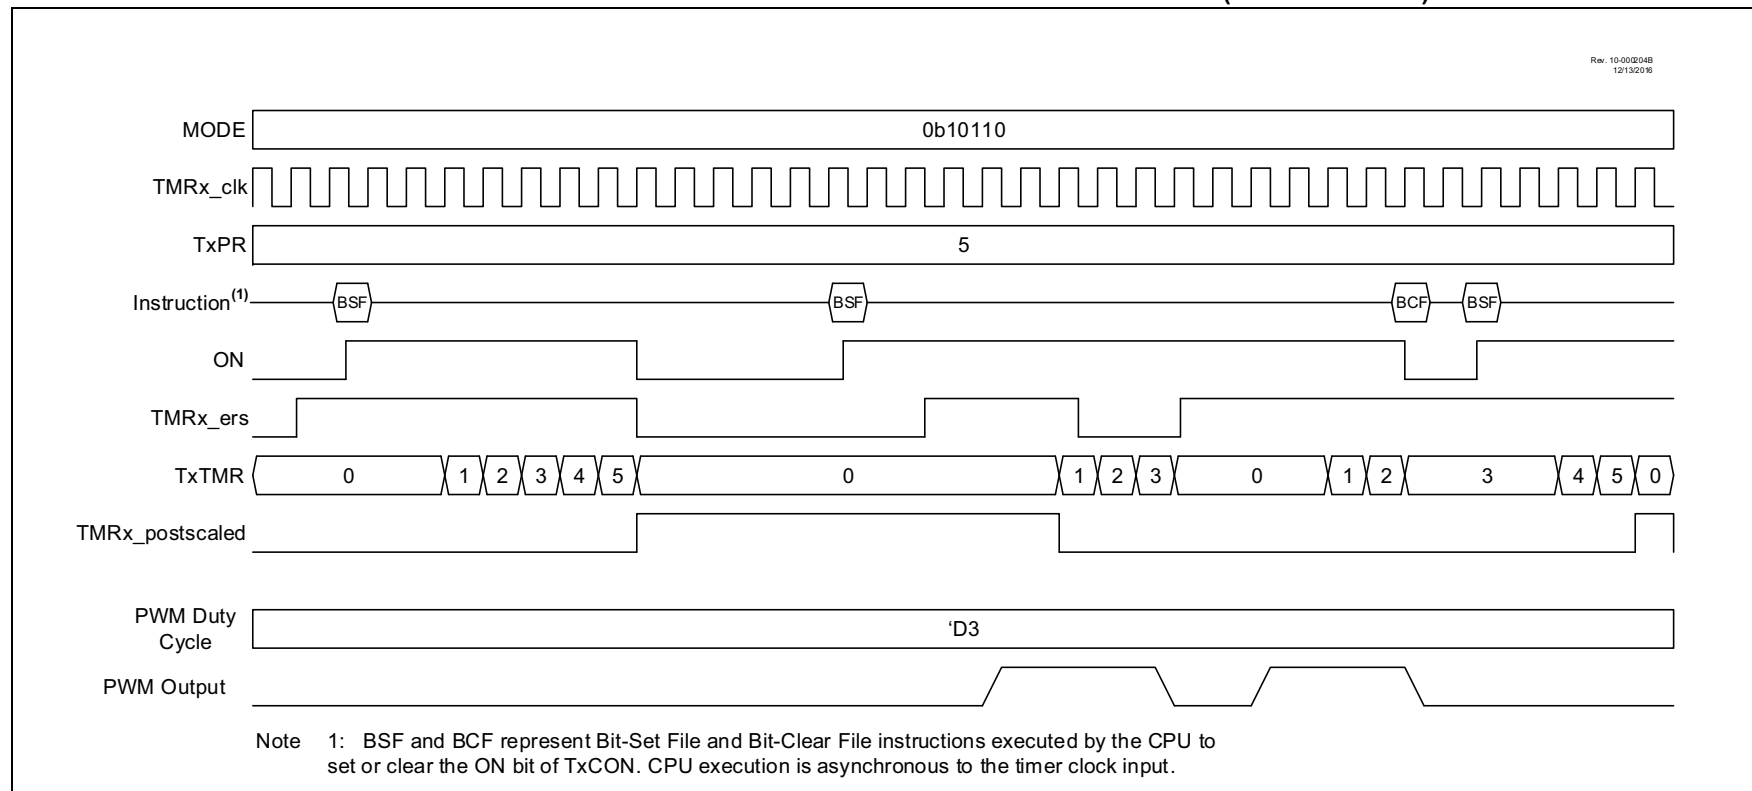 Rev. 10-000204B
12/13/2016
MODE 0b10110
TMRx_clk
TxPR 5
Instruction(1) BSF BSF BCF BSF
ON
TMRx_ers
TxTMR 0 1 2 3 4 5 0 1 2 3 0 1 2 3 4 5 0
TMRx_postscaled
PWM Duty
Cycle
‘D3
PWM Output
Note 1: BSF and BCF represent Bit-Set File and Bit-Clear File instructions executed by the CPU to
set or clear the ON bit of TxCON. CPU execution is asynchronous to the timer clock input.